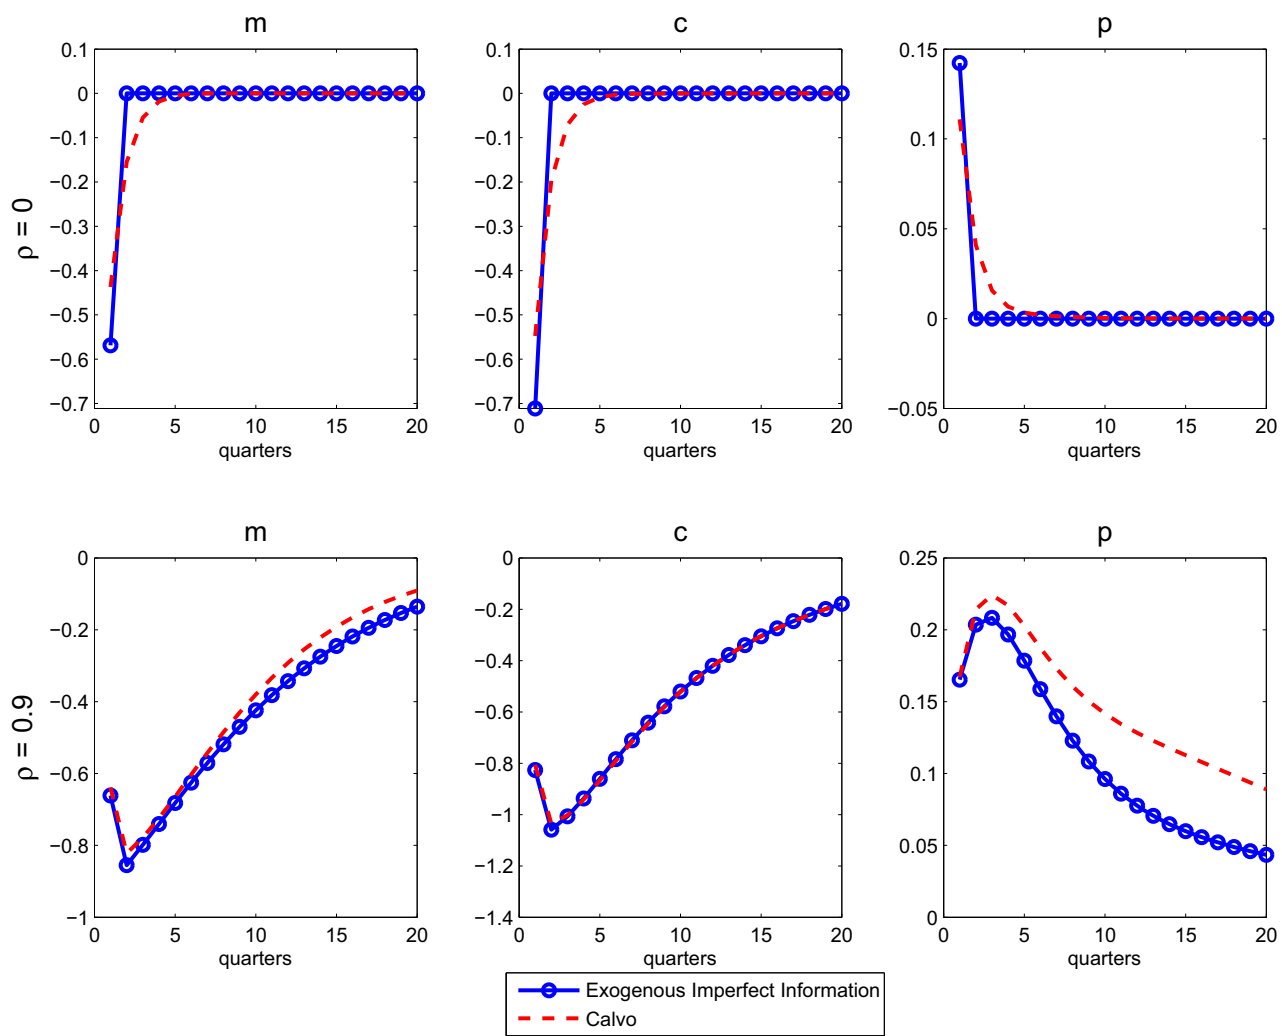 m c p
0.1 0.1 0.15
0 0
−0.1 −0.1 0.1
−0.2 −0.2
ρ = 0 −0.3 −0.3 0.05
−0.4 −0.4
−0.5 −0.5 0
−0.6 −0.6
−0.7 −0.7 −0.05
0 5 10 15 20 0 5 10 15 20 0 5 10 15 20
quarters quarters quarters
m c p
0 0 0.25
−0.2 −0.2 0.2
−0.4 −0.4
−0.6 0.15
ρ = 0.9 −0.6 −0.8 0.1
−0.8 −1 0.05
−1.2
−1 −1.4 0
0 5 10 15 20 0 5 10 15 20 0 5 10 15 20
quarters quarters quarters
Exogenous Imperfect Information
Calvo